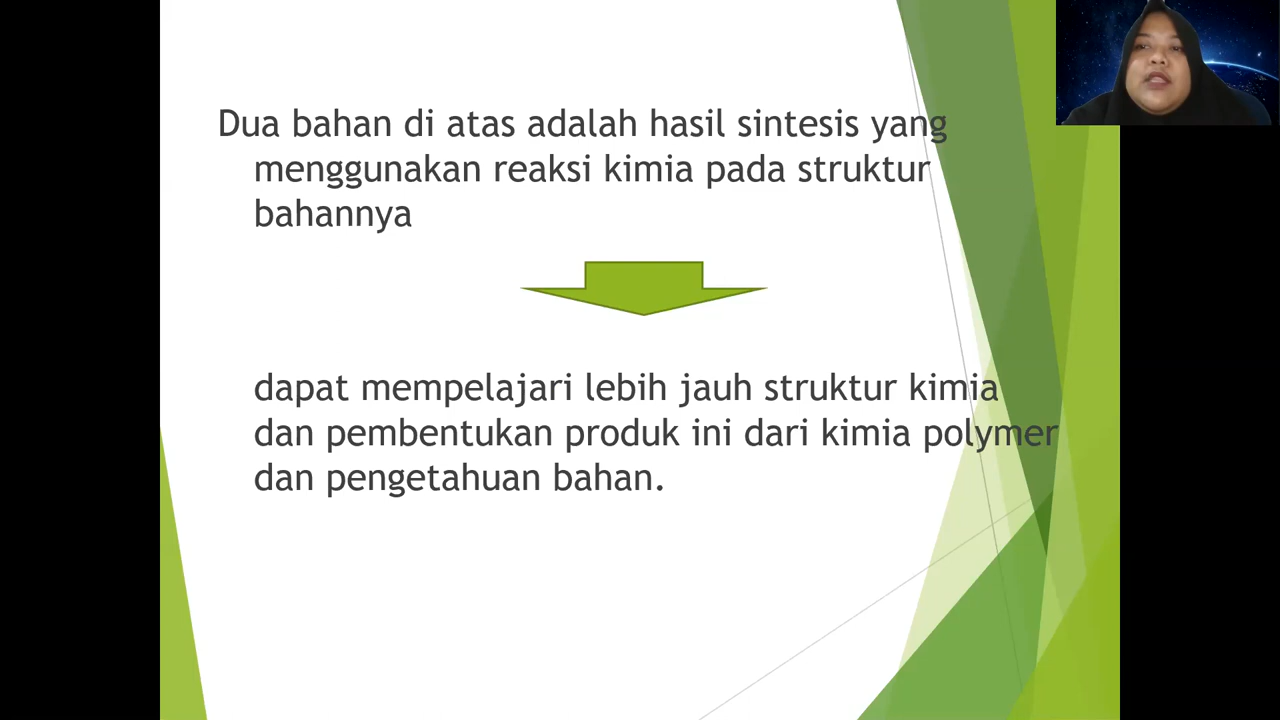 Dua bahan di atas adalah hasil sintesis yang
menggunakan reaksi kimia pada struktur
bahannya
dapat mempelajari lebih jauh struktur kimia
dan pembentukan produk ini dari kimia polymer
dan pengetahuan bahan.